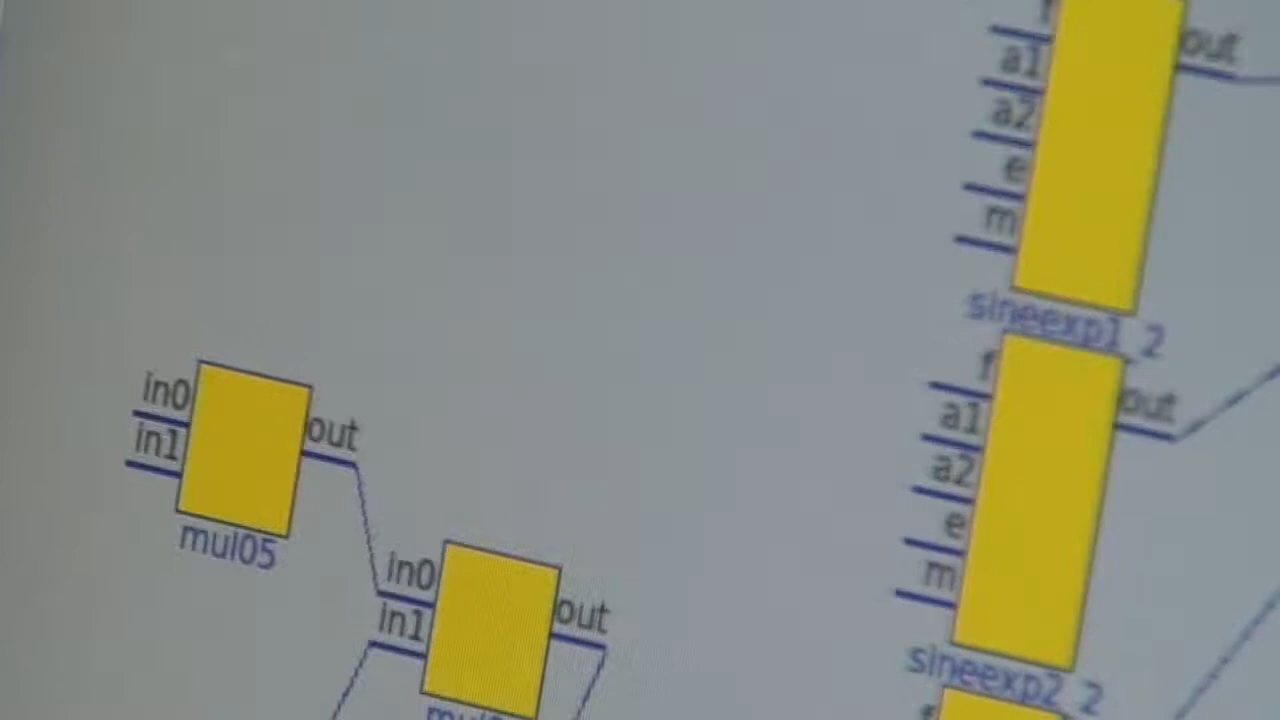 f
out
a1
a2
e
m
sineexp1_2
in0
in1
out
mul05
f
out
a1
a2
e
m
in0
in1
out
sineexp2_2